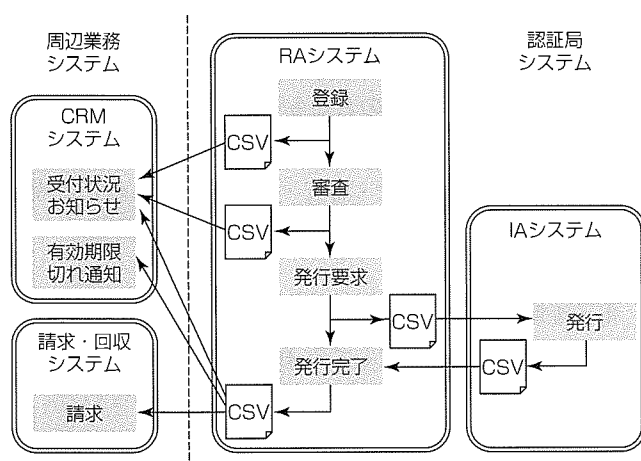 周辺業務
システム
CRM
システム
受付状況
お知らせ
有効期限
切れ通知
請求・回収
システム
請求
RAシステム
登録
CSV
審査
CSV
発行要求
CSV
発行完了
CSV
認証局
システム
IAシステム
発行
CSV